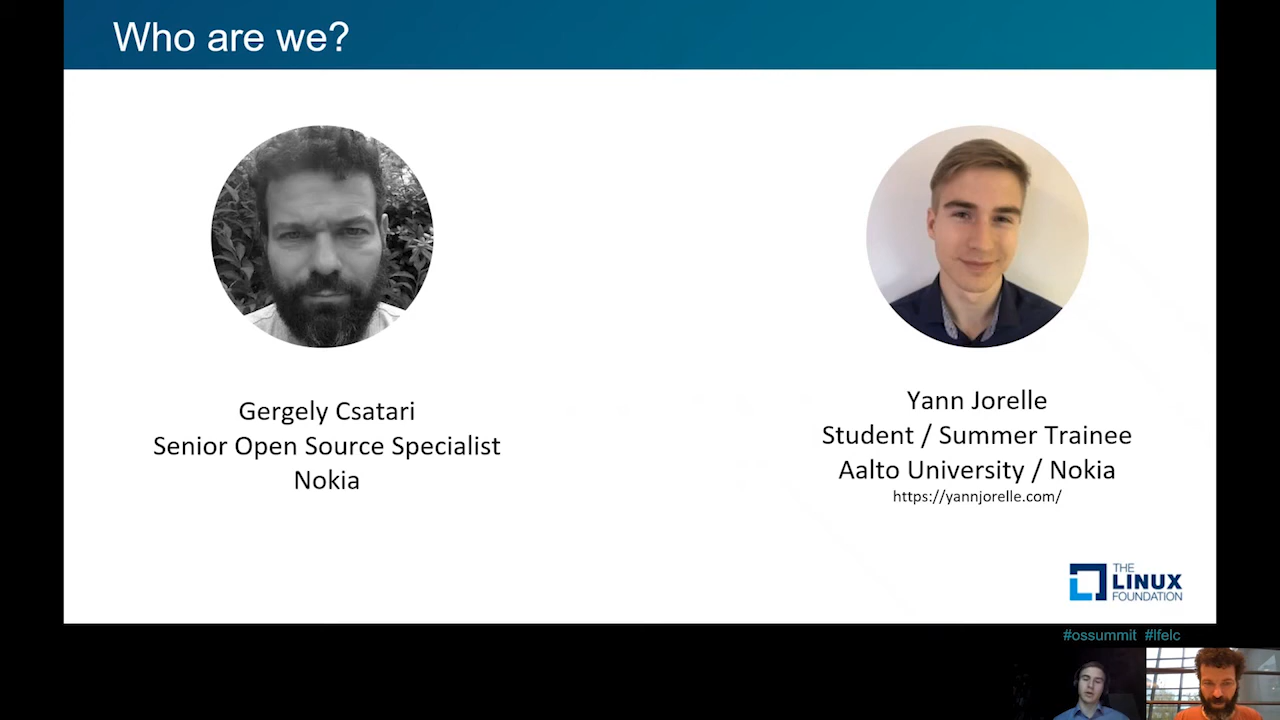 Who are we?
Gergely Csatari
Senior Open Source Specialist
Nokia
Yann Jorelle
Student / Summer Trainee
Aalto University / Nokia
https://yannjorelle.com/
THE
LINUX
FOUNDATION
#ossummit #lfelc